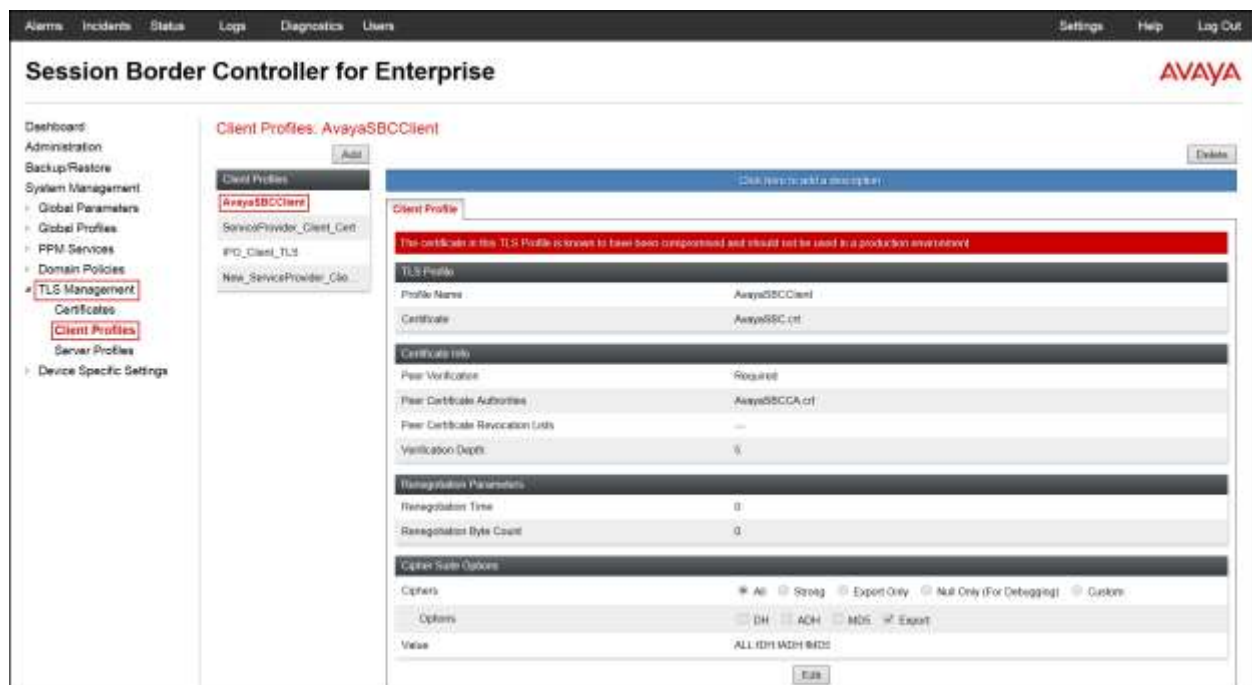 Alarms Incidents Status Logs Diagnostics Users Settings Help Log Out
Session Border Controller for Enterprise
AVAYA
Dashboard
Administration
Backup/Restore
System Management
Global Parameters
Global Profiles
PPM Services
Domain Policies
TLS Management
Certificates
Client Profiles
Server Profiles
Device Specific Settings
Client Profiles: AvayaSBCClient
Add
Delete
Client Profiles
AvayaSBCClient
ServiceProvider_Client_Cert
IPO_Client_TLS
New_ServiceProvider_Clie...
Click here to add a description
Client Profile
The certificate in this TLS Profile is known to have been compromised and should not be used in a production environment
TLS Profile
Profile Name AvayaSBCClient
Certificate AvayaSBC.crt
Certificate Info
Peer Verification Required
Peer Certificate Authorities AvayaSBCCA.crt
Peer Certificate Revocation Lists ---
Verification Depth 5
Renegotiation Parameters
Renegotiation Time 0
Renegotiation Byte Count 0
Cipher Suite Options
Ciphers All Strong Export Only Null Only (For Debugging) Custom
Options DH ADH MD5 Export
Value ALL:!DH:!ADH:!MD5
Edit